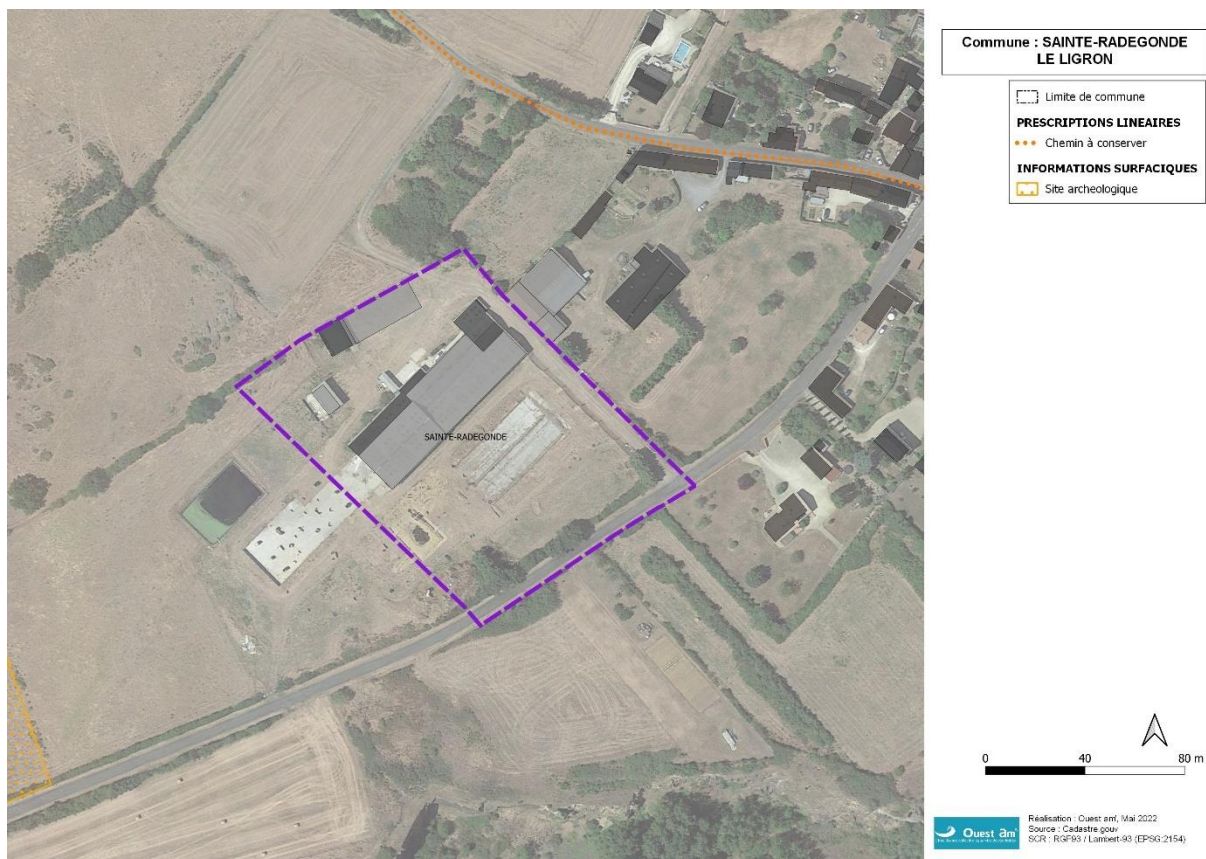 Commune : SAINTE-RADEGONDE
LE LIGRON
Limite de commune
PRESCRIPTIONS LINEAIRES
Chemin à conserver
INFORMATIONS SURFACIQUES
Site archeologique
SAINTE-RADEGONDE
0 40 80 m
Ouest am'
Réalisation : Ouest am', Mai 2022
Source : Cadastre.gouv
SCR : RGF93 / Lambert-93 (EPSG:2154)